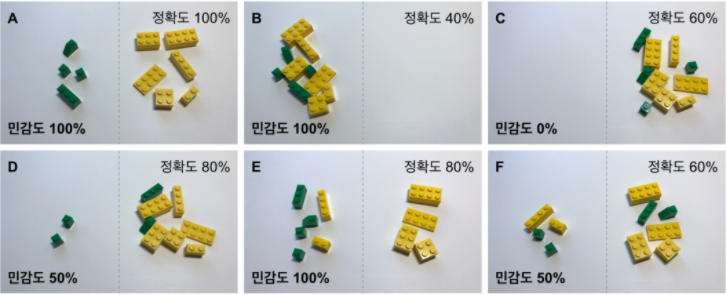 A 정확도 100%
민감도 100%
B 정확도 40%
민감도 100%
C 정확도 60%
민감도 0%
D 정확도 80%
민감도 50%
E 정확도 80%
민감도 100%
F 정확도 60%
민감도 50%